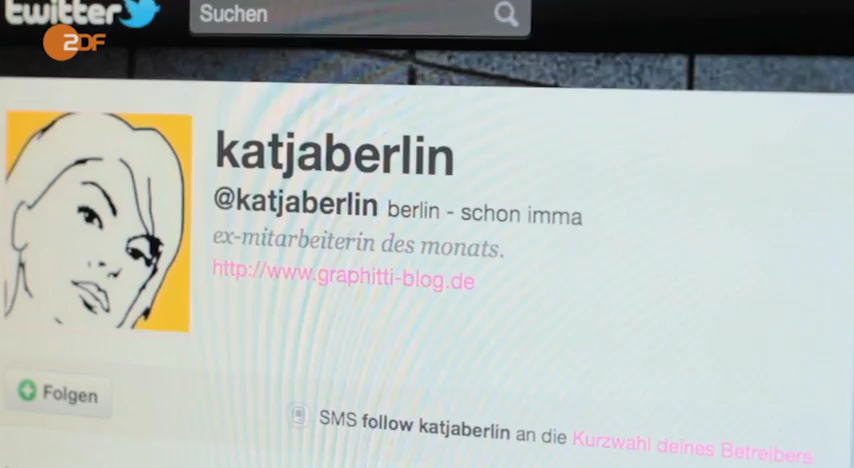 twitter
Suchen
ZDF
katjaberlin
@katjaberlin berlin - schon imma
ex-mitarbeiterin des monats.
http://www.graphitti-blog.de
Folgen
SMS follow katjaberlin an die Kurzwahl deines Betreibers